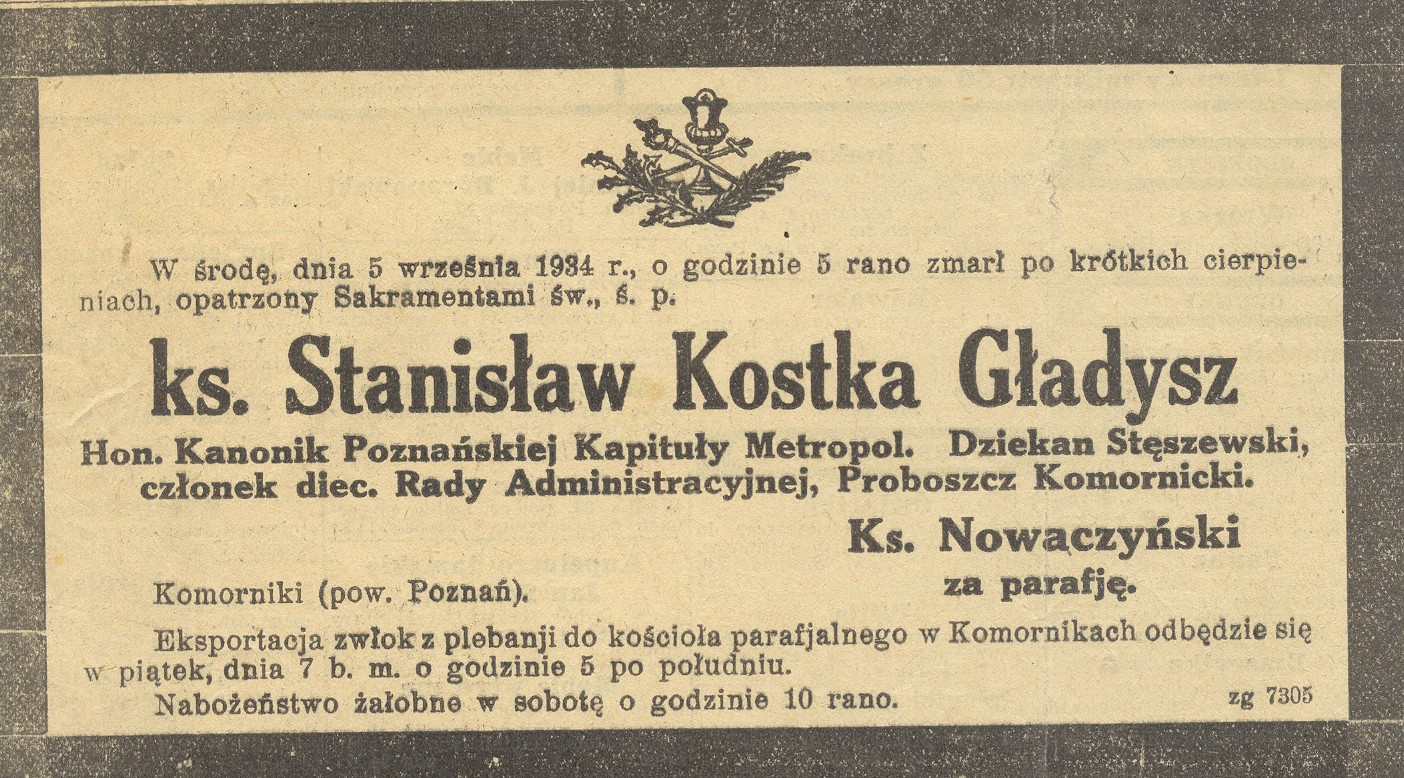 W środę, dnia 5 września 1934 r., o godzinie 5 rano zmarł po krótkich cierpie-
niach, opatrzony Sakramentami św., ś. p.
ks. Stanisław Kostka Gładysz
Hon. Kanonik Poznańskiej Kapituły Metropol. Dziekan Stęszewski,
członek diec. Rady Administracyjnej, Proboszcz Komornicki.
Ks. Nowaczyński
za parafję.
Komorniki (pow. Poznań).
Eksportacja zwłok z plebanji do kościoła parafjalnego w Komornikach odbędzie się
w piątek, dnia 7 b. m. o godzinie 5 po południu.
Nabożeństwo żałobne w sobotę o godzinie 10 rano.
zg 7305